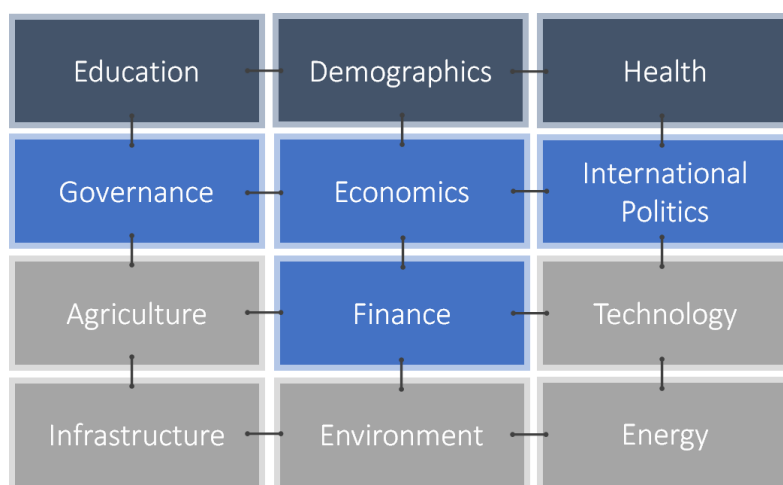 Education
Demographics
Health
Governance
Economics
International
Politics
Agriculture
Finance
Technology
Infrastructure
Environment
Energy